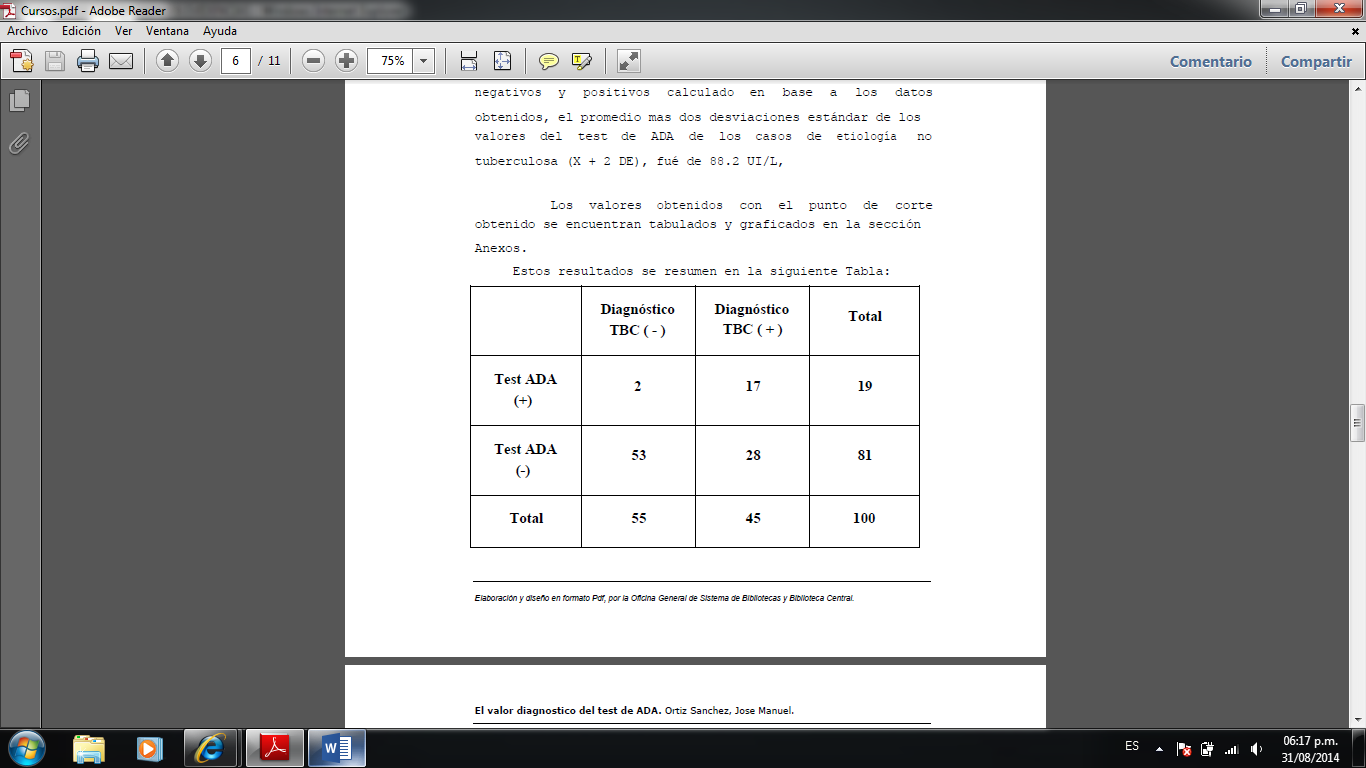 Cursos.pdf - Adobe Reader
Archivo Edición Ver Ventana Ayuda
6 / 11 75% Comentario Compartir
negativos y positivos calculado en base a los datos
obtenidos, el promedio mas dos desviaciones estándar de los
valores del test de ADA de los casos de etiología no
tuberculosa (X + 2 DE), fué de 88.2 UI/L,
Los valores obtenidos con el punto de corte
obtenido se encuentran tabulados y graficados en la sección
Anexos.
Estos resultados se resumen en la siguiente Tabla:
Diagnóstico TBC ( - ) Diagnóstico TBC ( + ) Total
Test ADA (+) 2 17 19
Test ADA (-) 53 28 81
Total 55 45 100
Elaboración y diseño en formato Pdf, por la Oficina General de Sistema de Bibliotecas y Biblioteca Central.
El valor diagnostico del test de ADA. Ortiz Sanchez, Jose Manuel.
ES 06:17 p.m.
31/08/2014